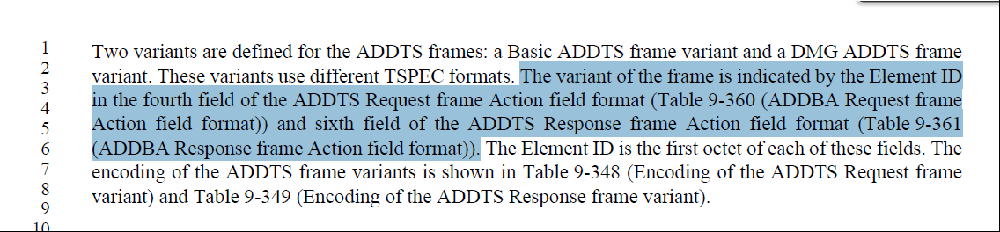 1 Two variants are defined for the ADDTS frames: a Basic ADDTS frame variant and a DMG ADDTS frame
2 variant. These variants use different TSPEC formats. The variant of the frame is indicated by the Element ID
3 in the fourth field of the ADDTS Request frame Action field format (Table 9-360 (ADDBA Request frame
4
5 Action field format)) and sixth field of the ADDTS Response frame Action field format (Table 9-361
6 (ADDBA Response frame Action field format)). The Element ID is the first octet of each of these fields. The
7 encoding of the ADDTS frame variants is shown in Table 9-348 (Encoding of the ADDTS Request frame
8 variant) and Table 9-349 (Encoding of the ADDTS Response frame variant).
9
10